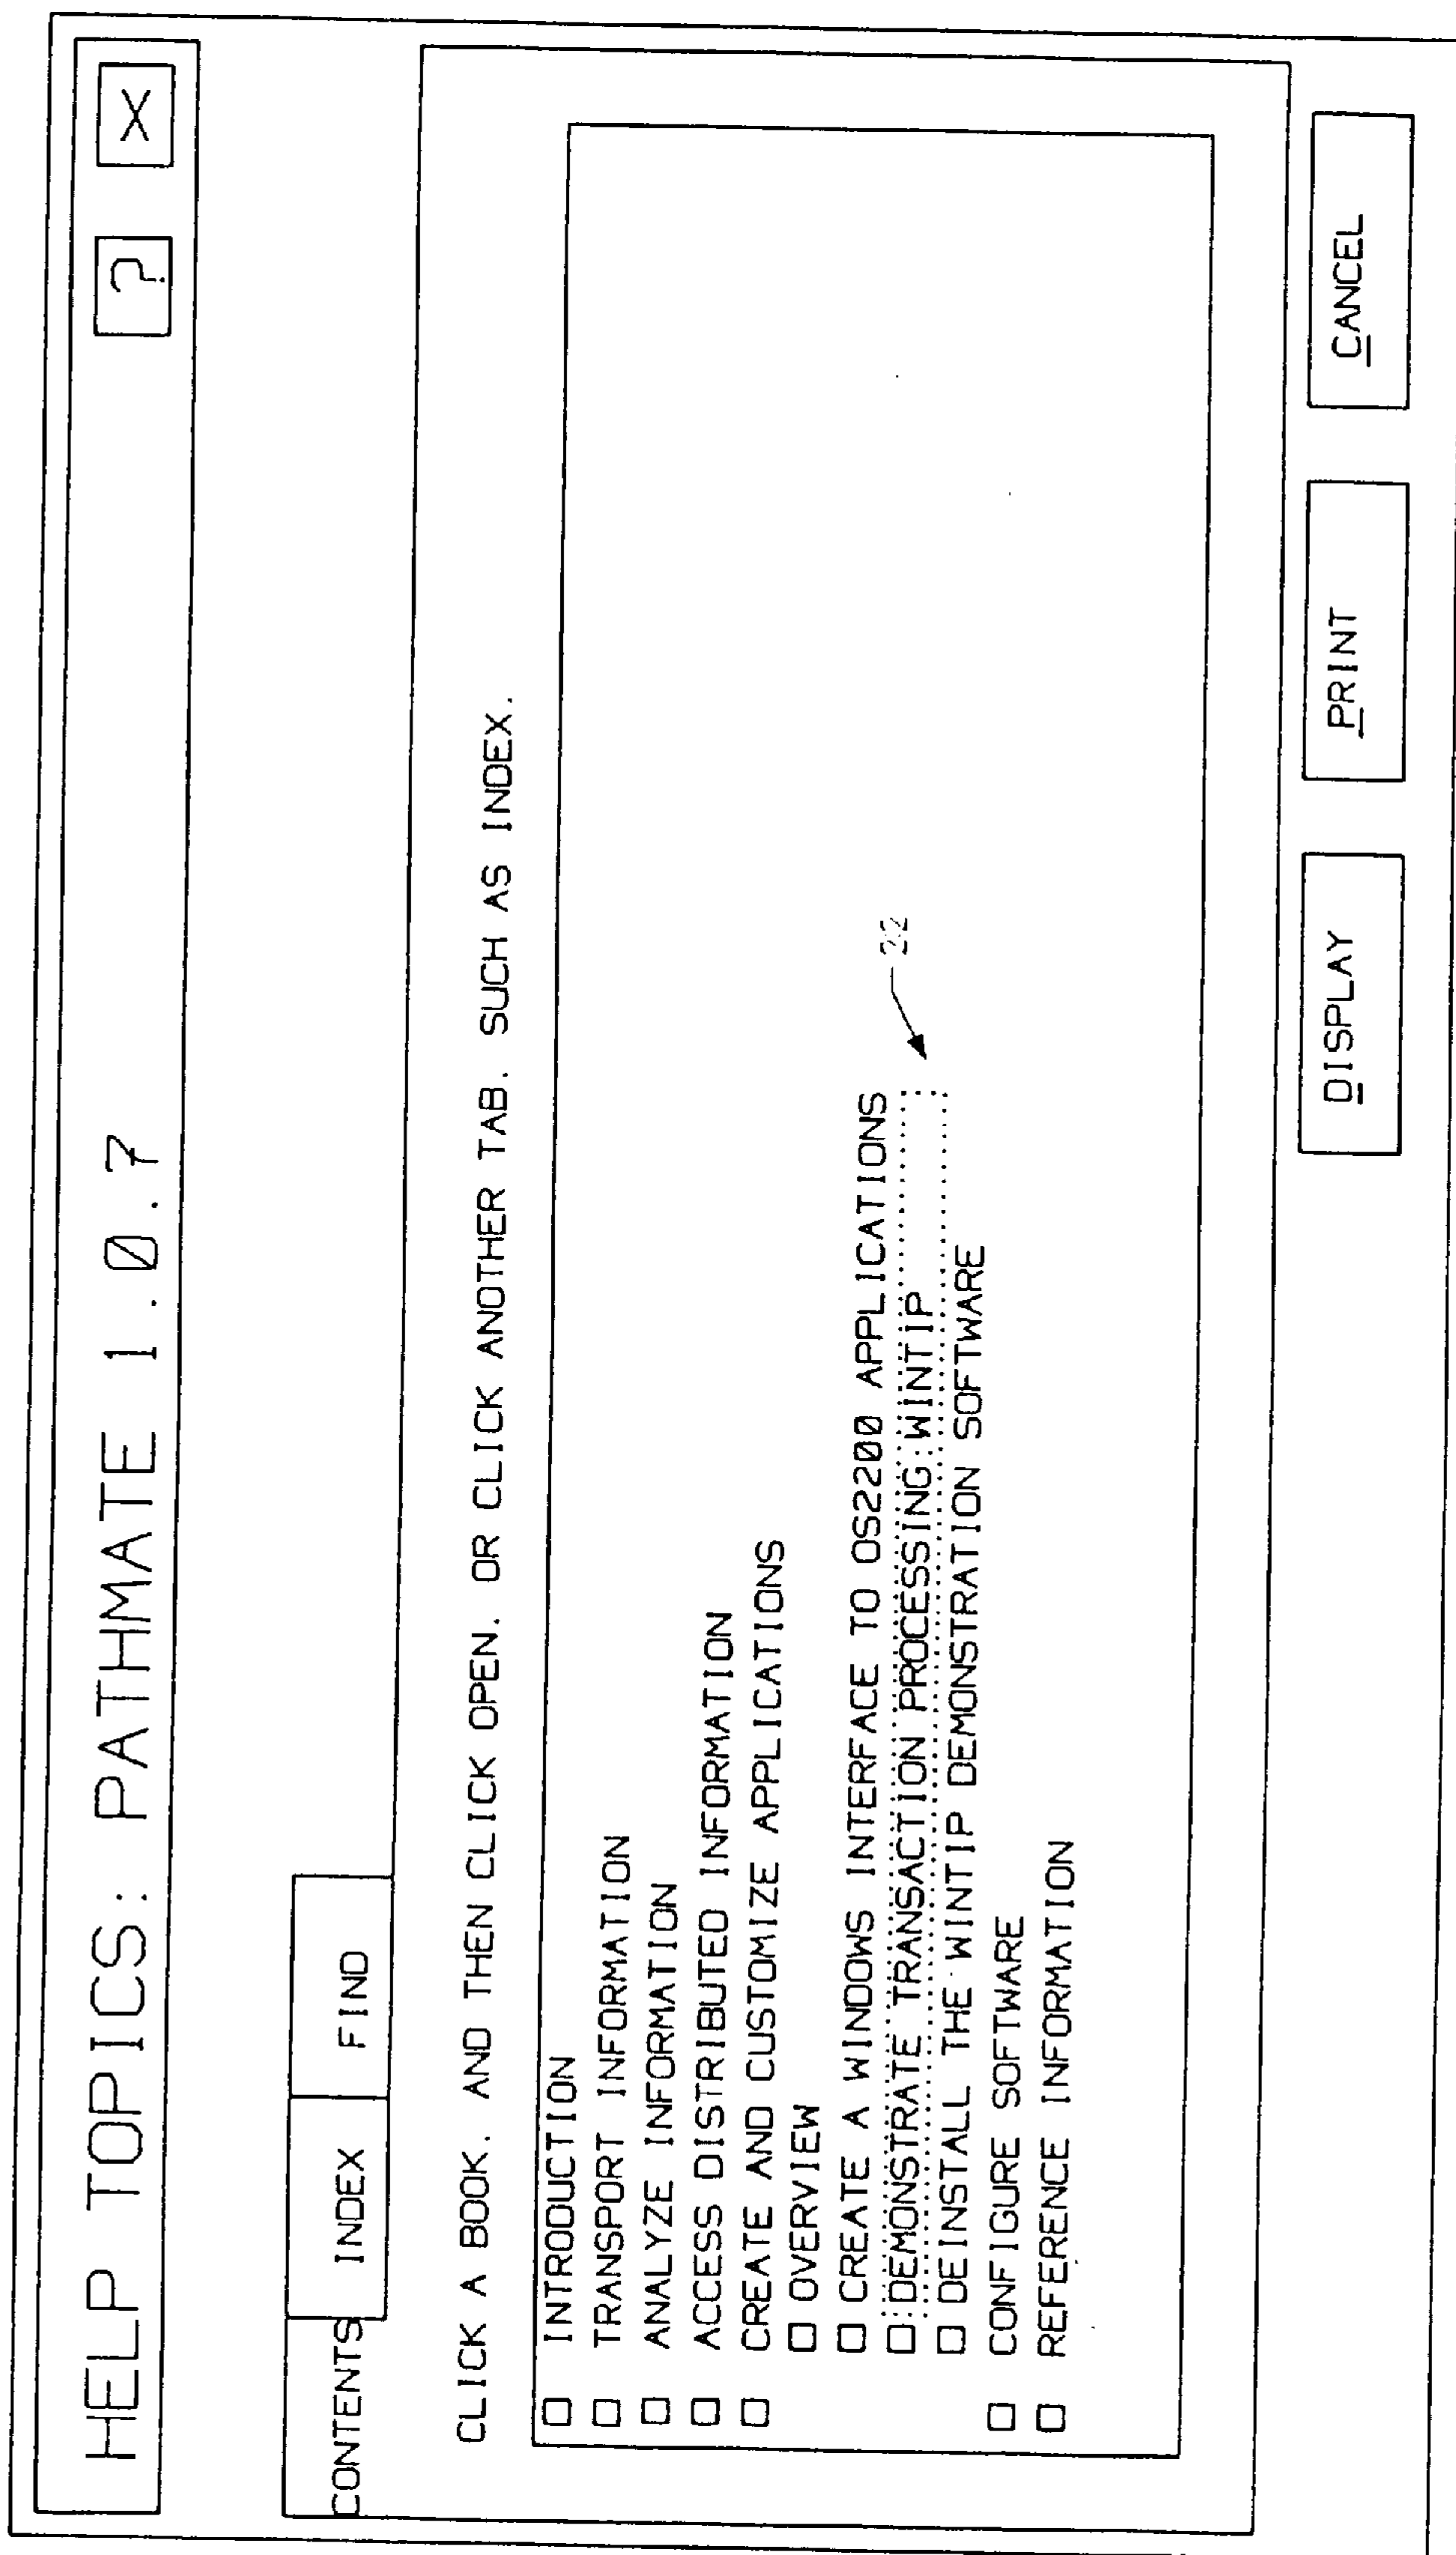 HELP TOPICS: PATHMATE 1.0.7
? X
CONTENTS INDEX FIND
CLICK A BOOK. AND THEN CLICK OPEN. OR CLICK ANOTHER TAB. SUCH AS INDEX.
INTRODUCTION
TRANSPORT INFORMATION
ANALYZE INFORMATION
ACCESS DISTRIBUTED INFORMATION
CREATE AND CUSTOMIZE APPLICATIONS
OVERVIEW
CREATE A WINDOWS INTERFACE TO OS2200 APPLICATIONS
DEMONSTRATE TRANSACTION PROCESSING WINTIP
22
DEINSTALL THE WINTIP DEMONSTRATION SOFTWARE
CONFIGURE SOFTWARE
REFERENCE INFORMATION
DISPLAY PRINT CANCEL